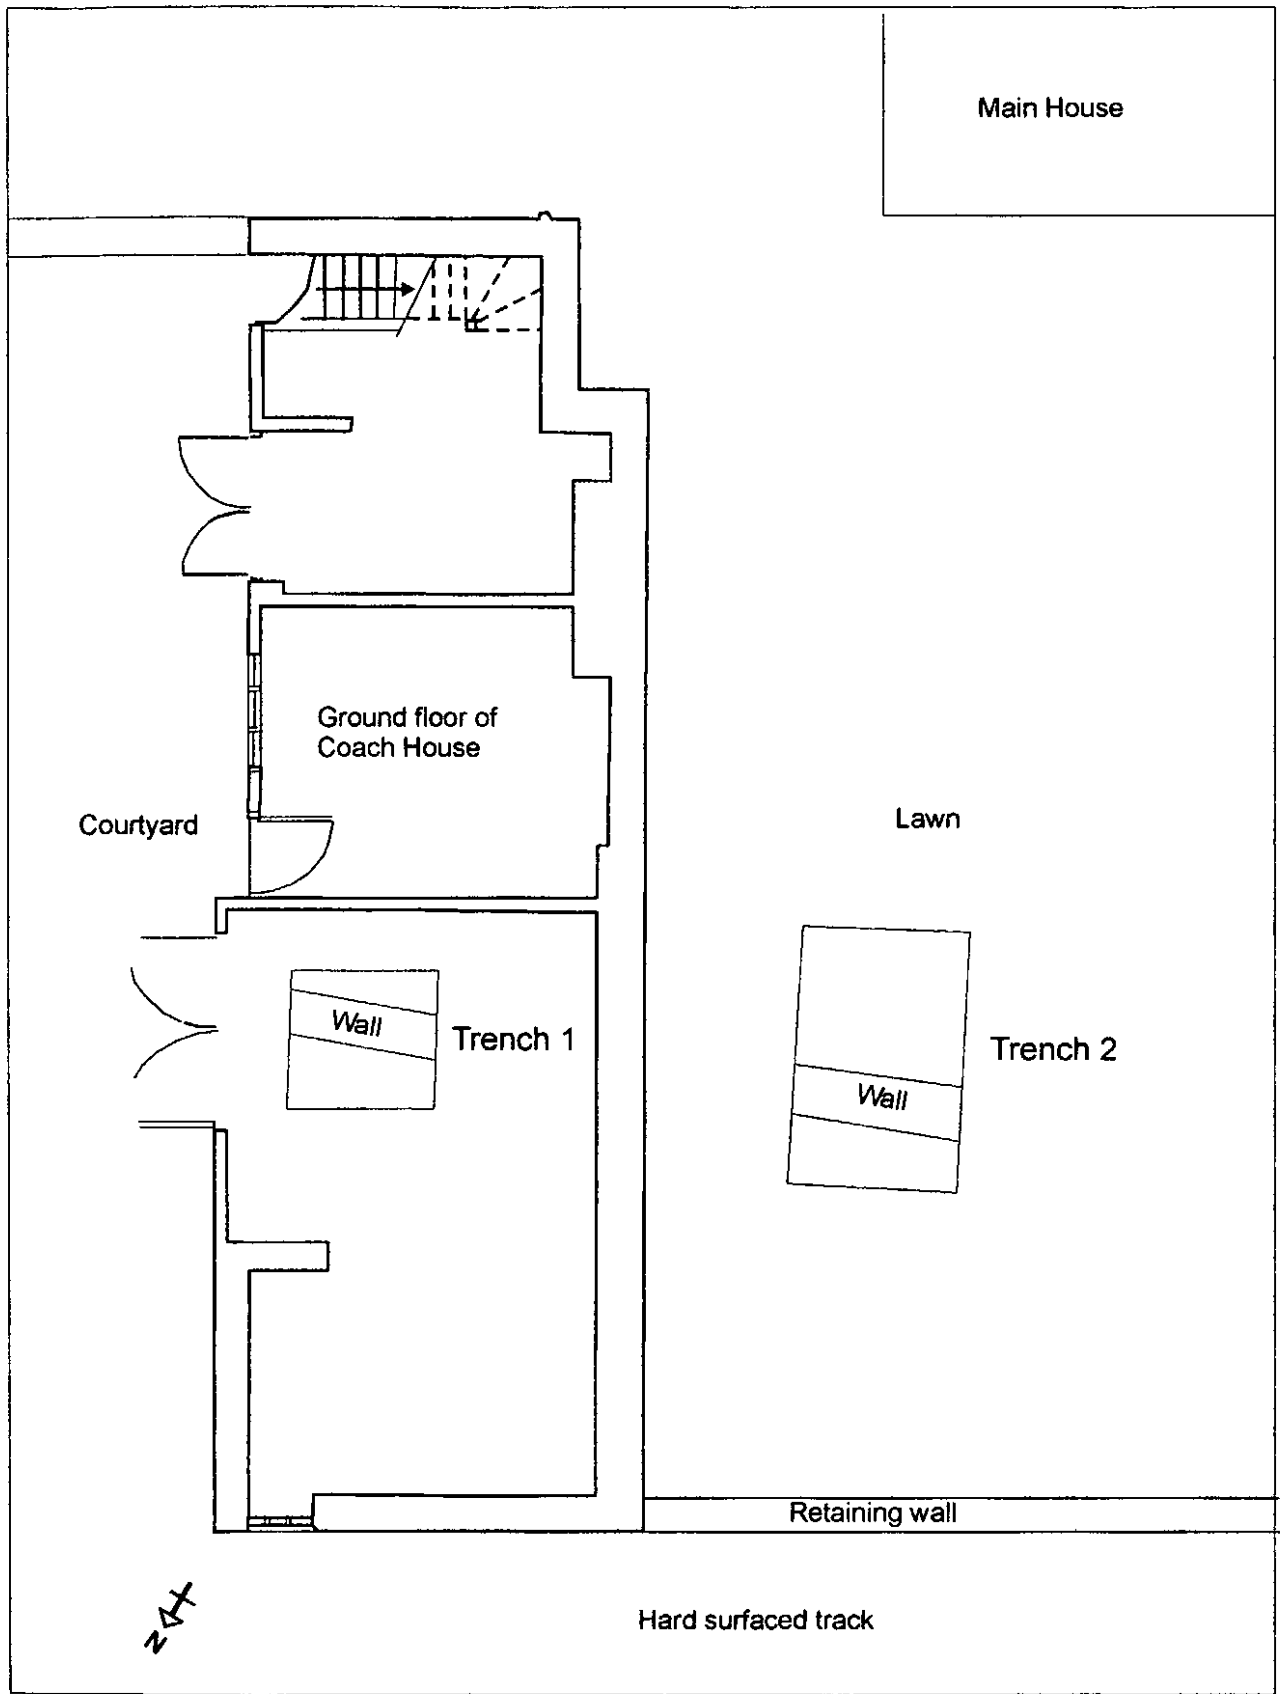 Main House
Ground floor of
Coach House
Courtyard
Lawn
Wall
Trench 1
Trench 2
Wall
Retaining wall
N
Hard surfaced track